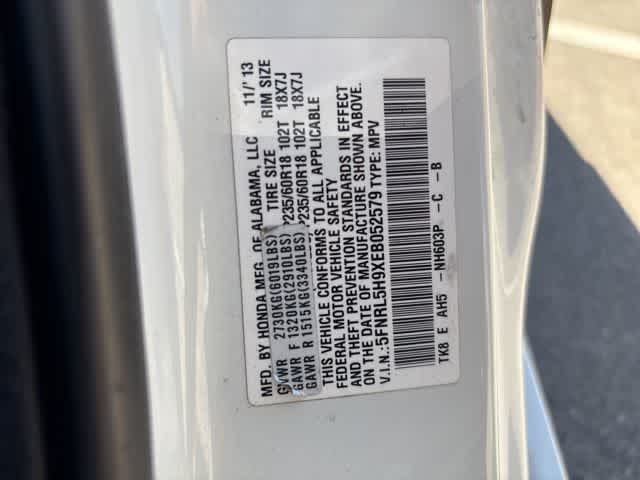 MFD. BY HONDA MFG. OF ALABAMA, LLC 11/'13
GVWR 2730KG(6019LBS) TIRE SIZE RIM SIZE
GAWR F 1320KG(2910LBS) P235/60R18 102T 18X7J
GAWR R 1515KG(3340LBS) P235/60R18 102T 18X7J
THIS VEHICLE CONFORMS TO ALL APPLICABLE
FEDERAL MOTOR VEHICLE SAFETY
AND THEFT PREVENTION STANDARDS IN EFFECT
ON THE DATE OF MANUFACTURE SHOWN ABOVE.
V.I.N.: 5FNRL5H9XEB052579 TYPE: MPV
TK8 E AH5- NH603P -C -B